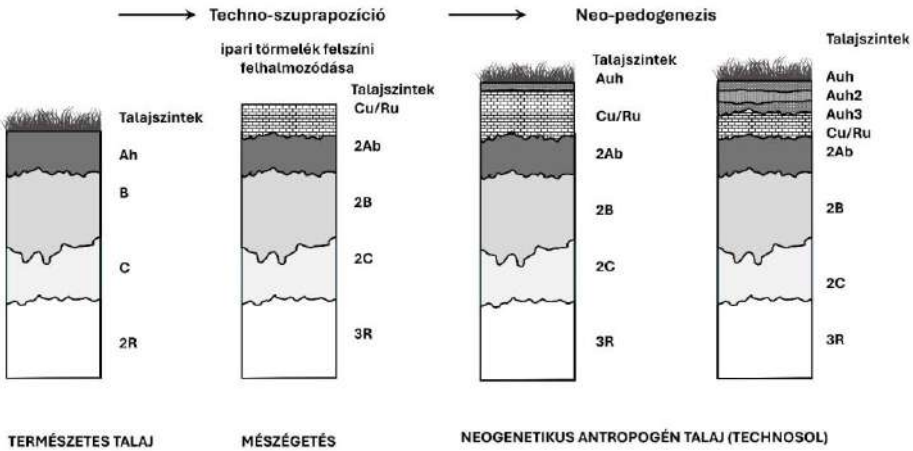 Techno-szuprapozíció
Neo-pedogenezis
ipari törmelék felszíni
felhalmozódása
Talajszintek
Ah
B
C
2R
Talajszintek
Cu/Ru
2Ab
2B
2C
3R
Talajszintek
Auh
Cu/Ru
2Ab
2B
2C
3R
Talajszintek
Auh
Auh2
Auh3
Cu/Ru
2Ab
2B
2C
3R
TERMÉSZETES TALAJ
MÉSZÉGETÉS
NEOGENETIKUS ANTROPOGÉN TALAJ (TECHNOSOL)